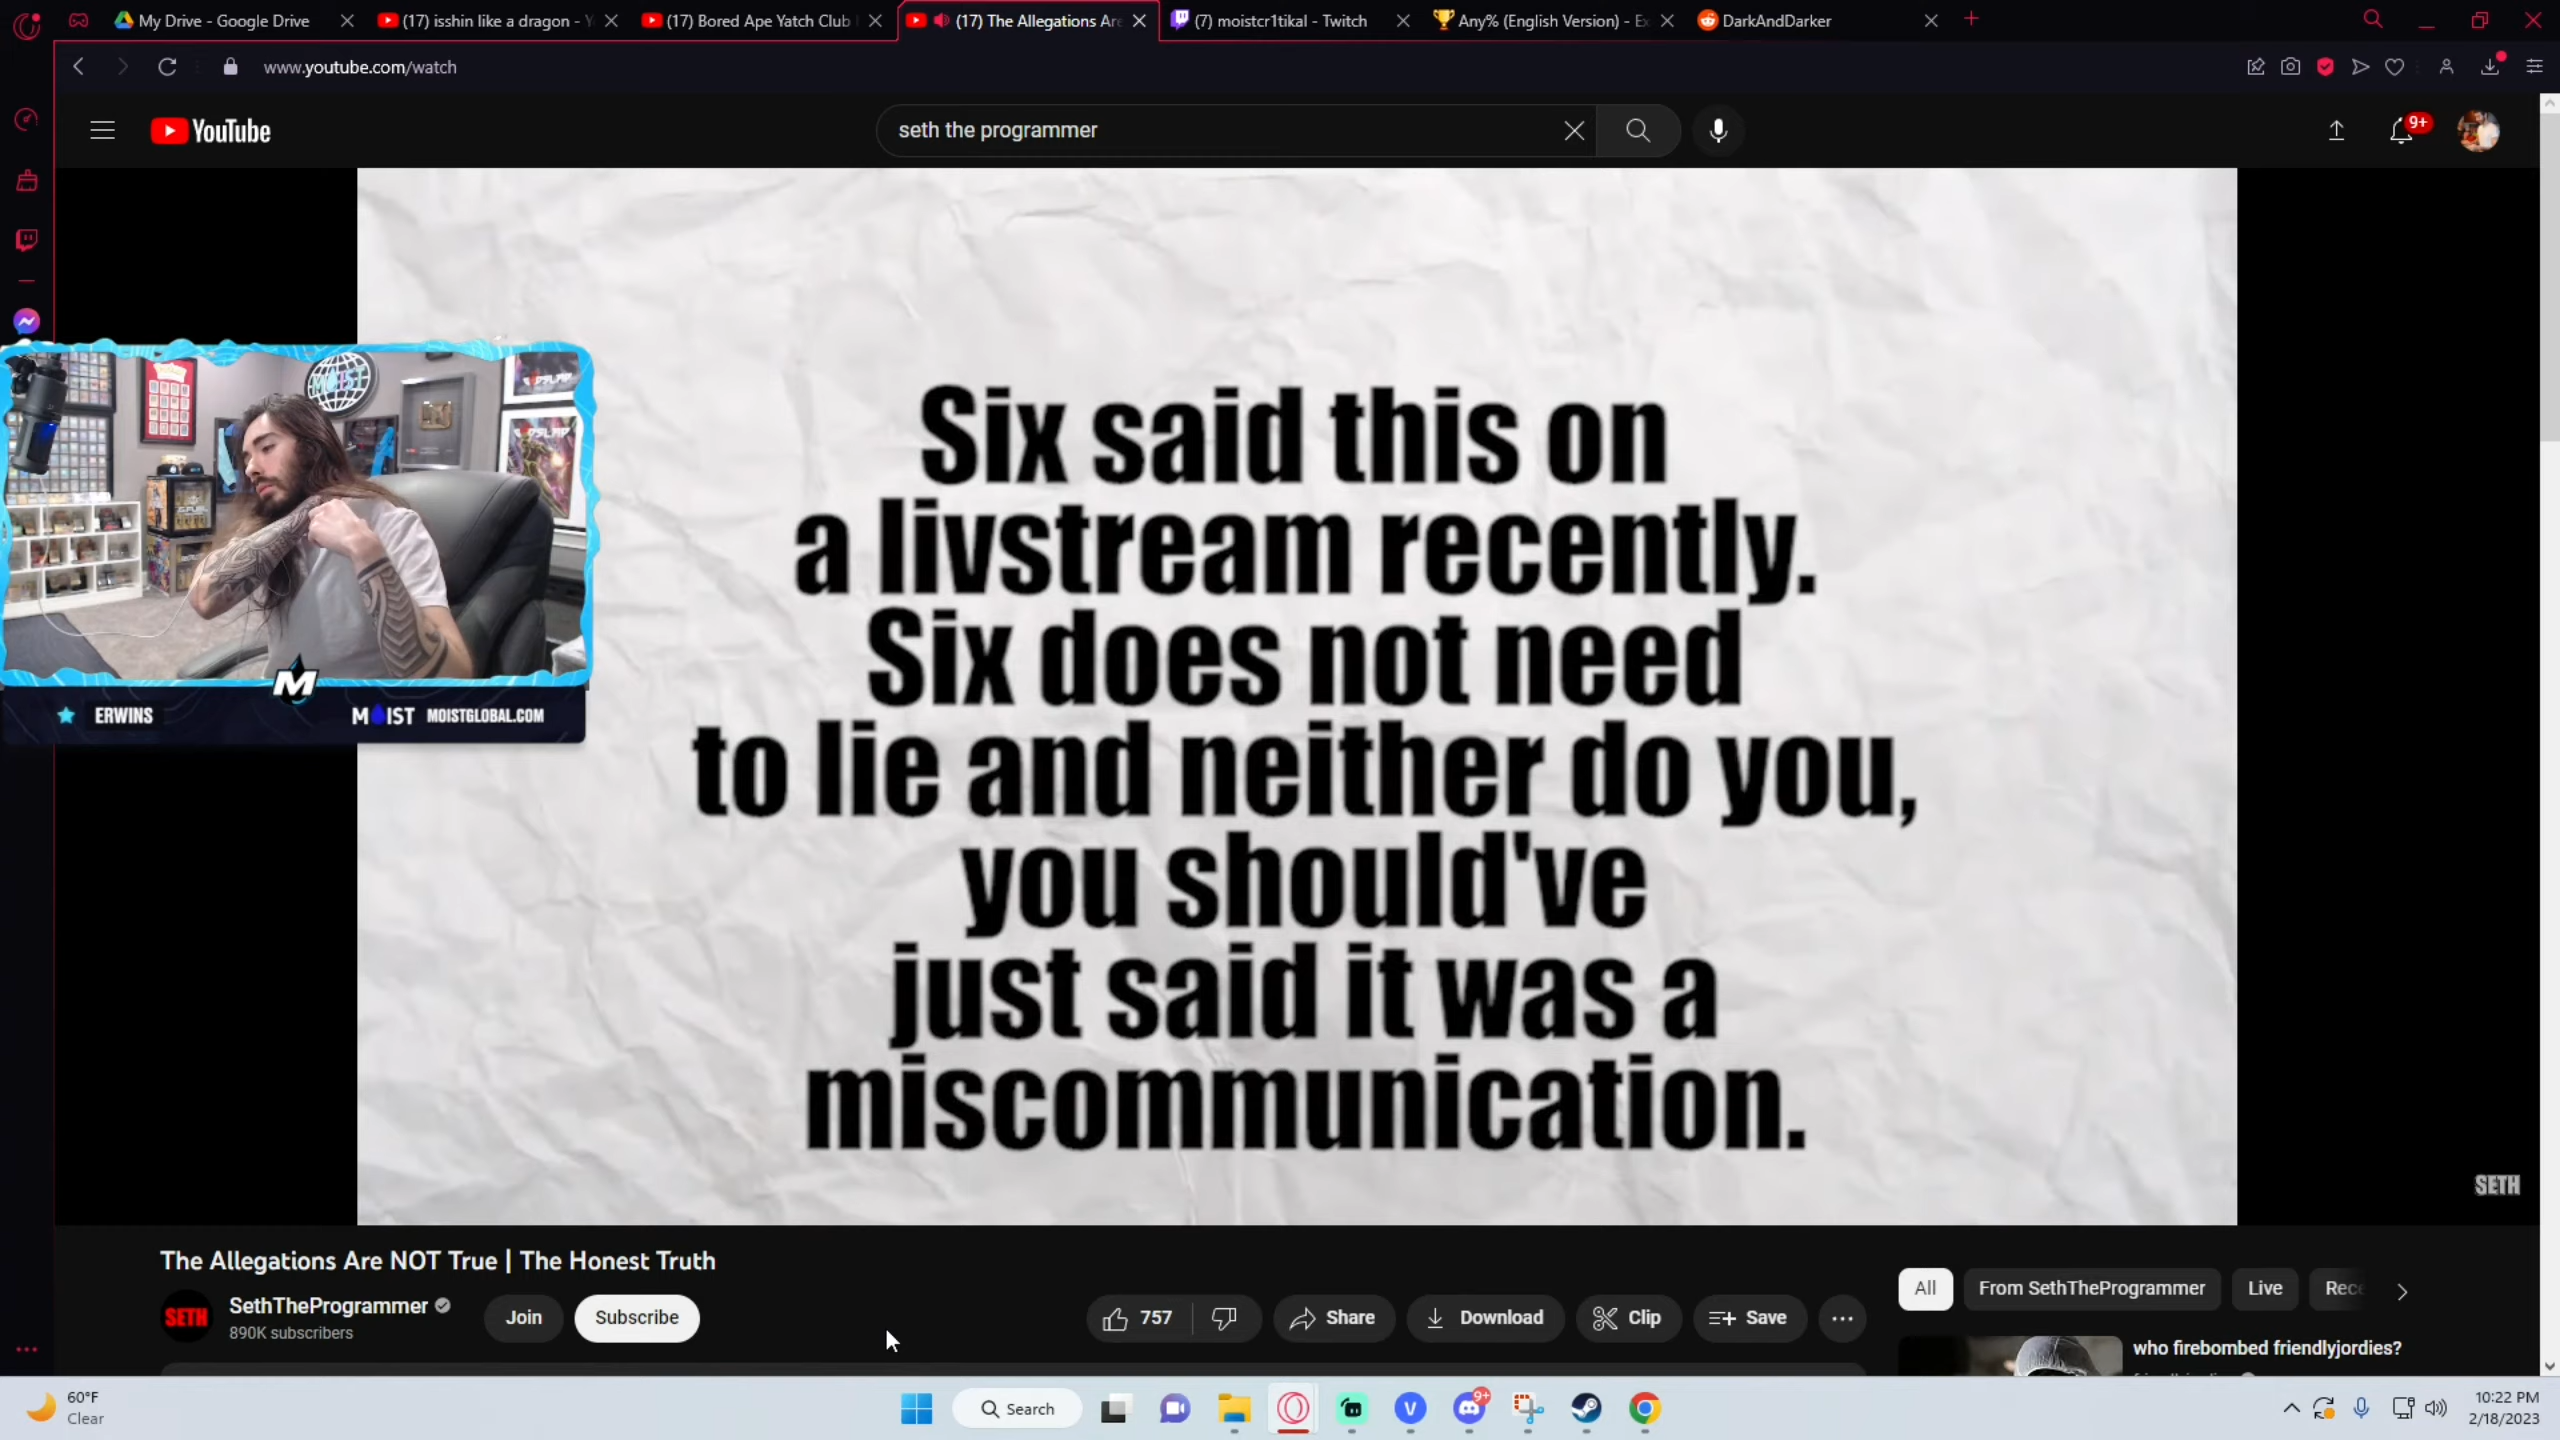 My Drive - Google Drive
(17) isshin like a dragon - Y
(17) Bored Ape Yatch Club
(17) The Allegations Are
(7) moistcr1tikal - Twitch
Any% (English Version) - Ex
DarkAndDarker
www.youtube.com/watch
YouTube
seth the programmer
9+
Six said this on
a livstream recently.
Six does not need
to lie and neither do you,
you should've
just said it was a
miscommunication.
SETH
MOIST
M
ERWINS
MOIST MOISTGLOBAL.COM
The Allegations Are NOT True | The Honest Truth
SETH
SethTheProgrammer
890K subscribers
Join
Subscribe
757
Share
Download
Clip
Save
All
From SethTheProgrammer
Live
Rece
who firebombed friendlyjordies?
60°F
Clear
Search
V
9+
10:22 PM
2/18/2023